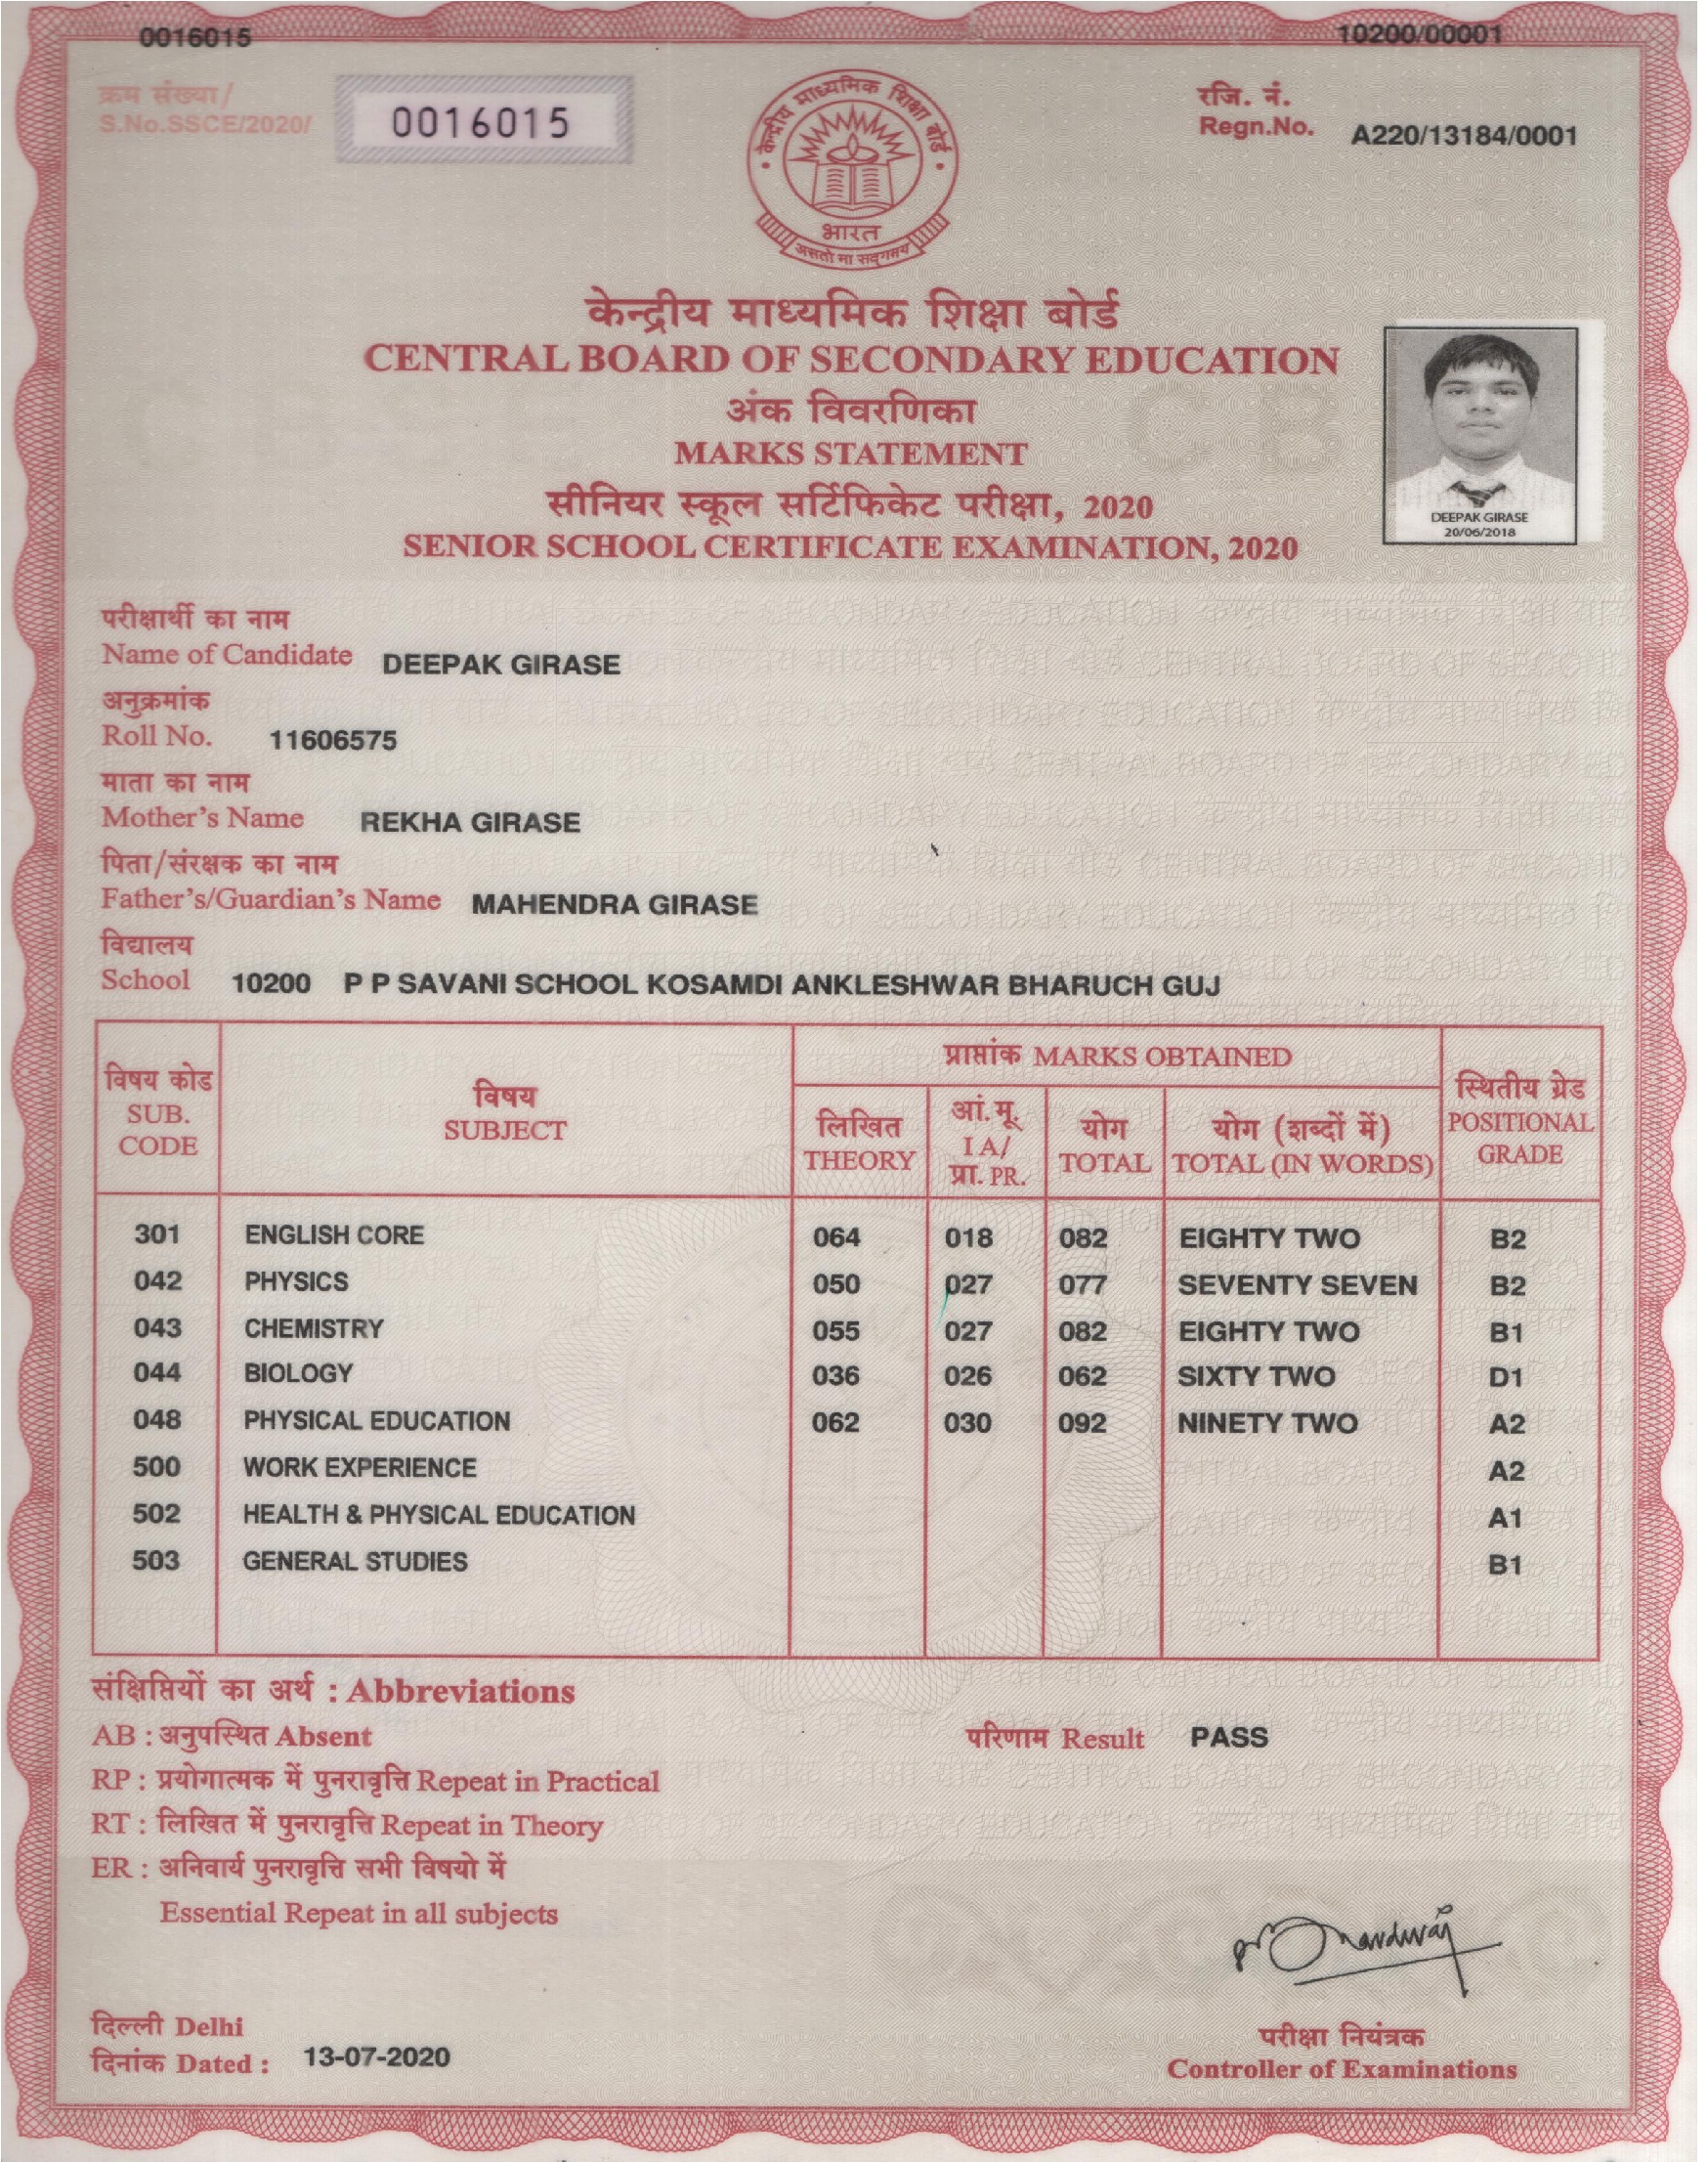 0016015 10200/00001
क्रम संख्या/
S.No.SSCE/2020/ 0016015
रजि. नं.
Regn.No. A220/13184/0001
केन्द्रीय माध्यमिक शिक्षा बोर्ड
भारत
असतो मा सद्गमय
केन्द्रीय माध्यमिक शिक्षा बोर्ड
CENTRAL BOARD OF SECONDARY EDUCATION
अंक विवरणिका
MARKS STATEMENT
सीनियर स्कूल सर्टिफिकेट परीक्षा, 2020
SENIOR SCHOOL CERTIFICATE EXAMINATION, 2020
DEEPAK GIRASE
20/06/2018
परीक्षार्थी का नाम
Name of Candidate DEEPAK GIRASE
अनुक्रमांक
Roll No. 11606575
माता का नाम
Mother's Name REKHA GIRASE
पिता/संरक्षक का नाम
Father's/Guardian's Name MAHENDRA GIRASE
विद्यालय
School 10200 P P SAVANI SCHOOL KOSAMDI ANKLESHWAR BHARUCH GUJ
विषय कोड
SUB.
CODE
विषय
SUBJECT
प्राप्तांक MARKS OBTAINED
लिखित
THEORY
आं.मू.
I A/
प्रा. PR.
योग
TOTAL
योग (शब्दों में)
TOTAL (IN WORDS)
स्थितीय ग्रेड
POSITIONAL
GRADE
301 ENGLISH CORE 064 018 082 EIGHTY TWO B2
042 PHYSICS 050 027 077 SEVENTY SEVEN B2
043 CHEMISTRY 055 027 082 EIGHTY TWO B1
044 BIOLOGY 036 026 062 SIXTY TWO D1
048 PHYSICAL EDUCATION 062 030 092 NINETY TWO A2
500 WORK EXPERIENCE A2
502 HEALTH & PHYSICAL EDUCATION A1
503 GENERAL STUDIES B1
संक्षिप्तियों का अर्थ : Abbreviations
AB : अनुपस्थित Absent
परिणाम Result PASS
RP : प्रयोगात्मक में पुनरावृत्ति Repeat in Practical
RT : लिखित में पुनरावृत्ति Repeat in Theory
ER : अनिवार्य पुनरावृत्ति सभी विषयो में
Essential Repeat in all subjects
दिल्ली Delhi
दिनांक Dated : 13-07-2020
परीक्षा नियंत्रक
Controller of Examinations